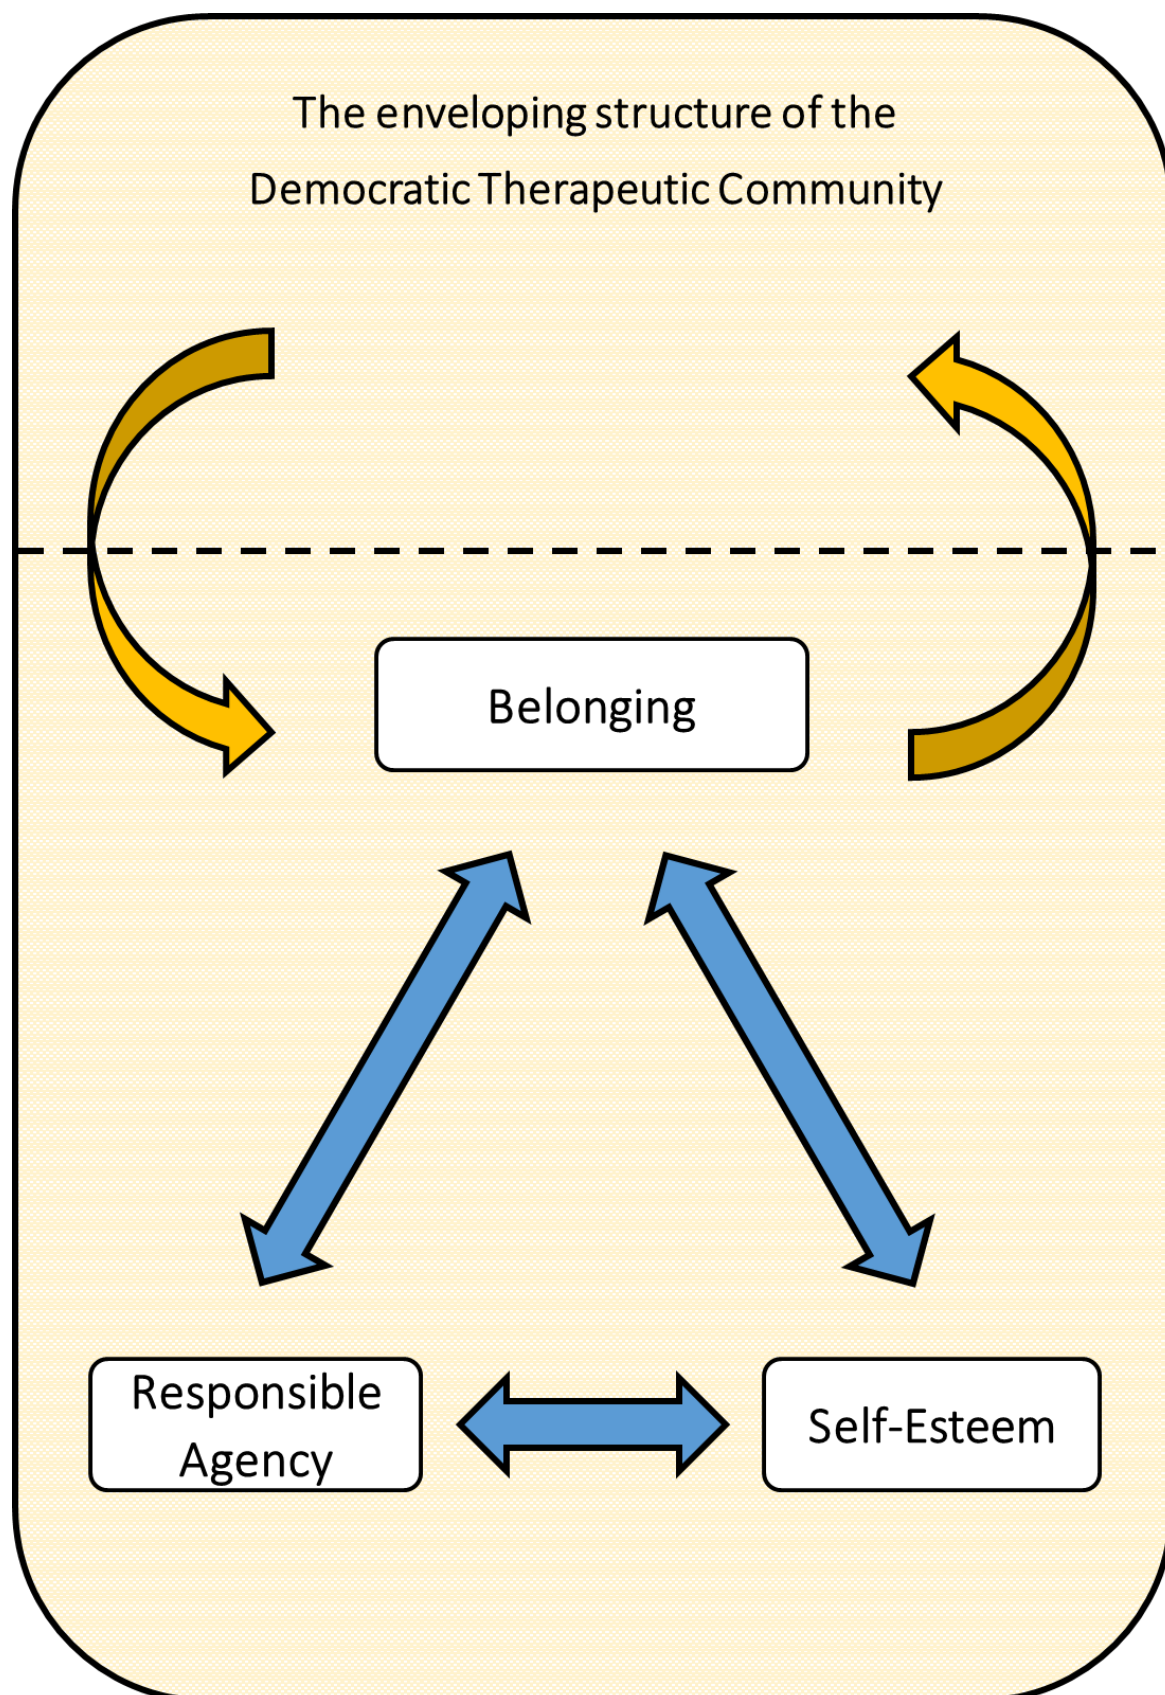 The enveloping structure of the
Democratic Therapeutic Community
Belonging
Responsible
Agency
Self-Esteem